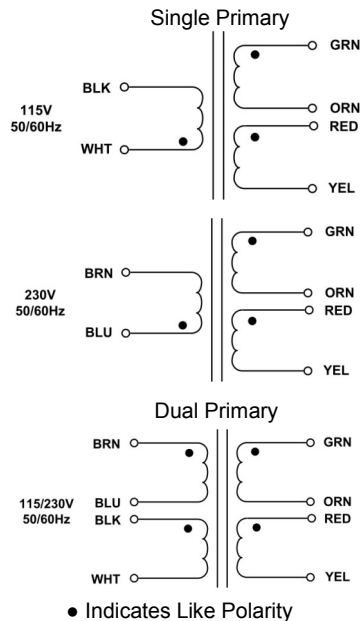 Single Primary
GRN
BLK
115V
50/60Hz
ORN
RED
WHT
YEL
GRN
BRN
230V
50/60Hz
ORN
RED
BLU
YEL
Dual Primary
BRN
GRN
115/230V
50/60Hz
BLU
ORN
BLK
RED
WHT
YEL
● Indicates Like Polarity